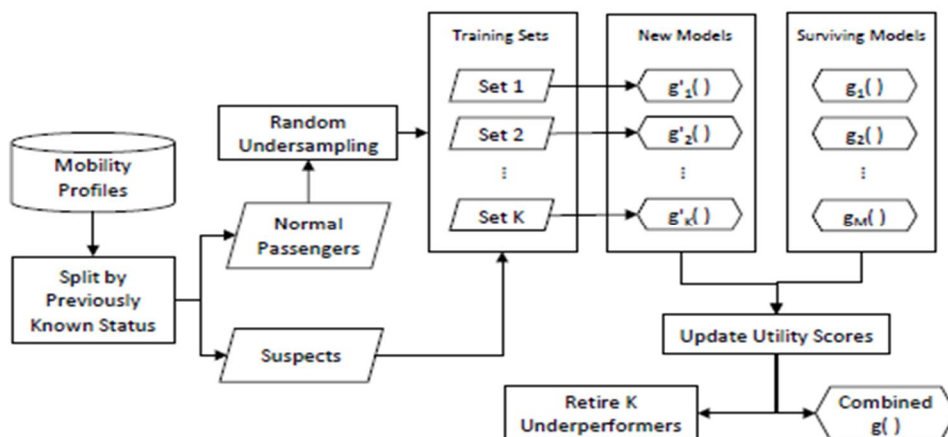 Training Sets
New Models
Surviving Models
Set 1
g'₁( )
g₁( )
Random
Undersampling
Set 2
g'₂( )
g₂( )
⋮
⋮
⋮
Mobility
Profiles
Normal
Passengers
Set K
g'ₖ( )
g_M( )
Split by
Previously
Known Status
Suspects
Update Utility Scores
Retire K
Underperformers
Combined
g( )